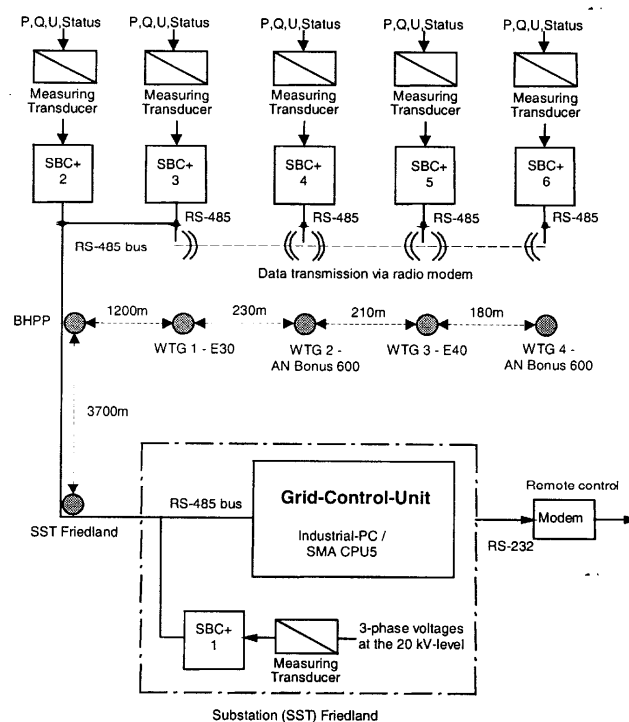 P,Q,U,Status P,Q,U,Status P,Q,U,Status P,Q,U,Status P,Q,U,Status
Measuring Measuring Measuring Measuring Measuring
Transducer Transducer Transducer Transducer Transducer
SBC+ SBC+ SBC+ SBC+ SBC+
2 3 4 5 6
RS-485 RS-485 RS-485 RS-485
RS-485 bus
Data transmission via radio modem
1200m 230m 210m 180m
BHPP
WTG 1 - E30 WTG 2 - WTG 3 - E40 WTG 4 -
AN Bonus 600 AN Bonus 600
3700m
SST Friedland
RS-485 bus
Grid-Control-Unit
Industrial-PC /
SMA CPU5
Remote control
Modem
RS-232
SBC+
1
3-phase voltages
at the 20 kV-level
Measuring
Transducer
Substation (SST) Friedland